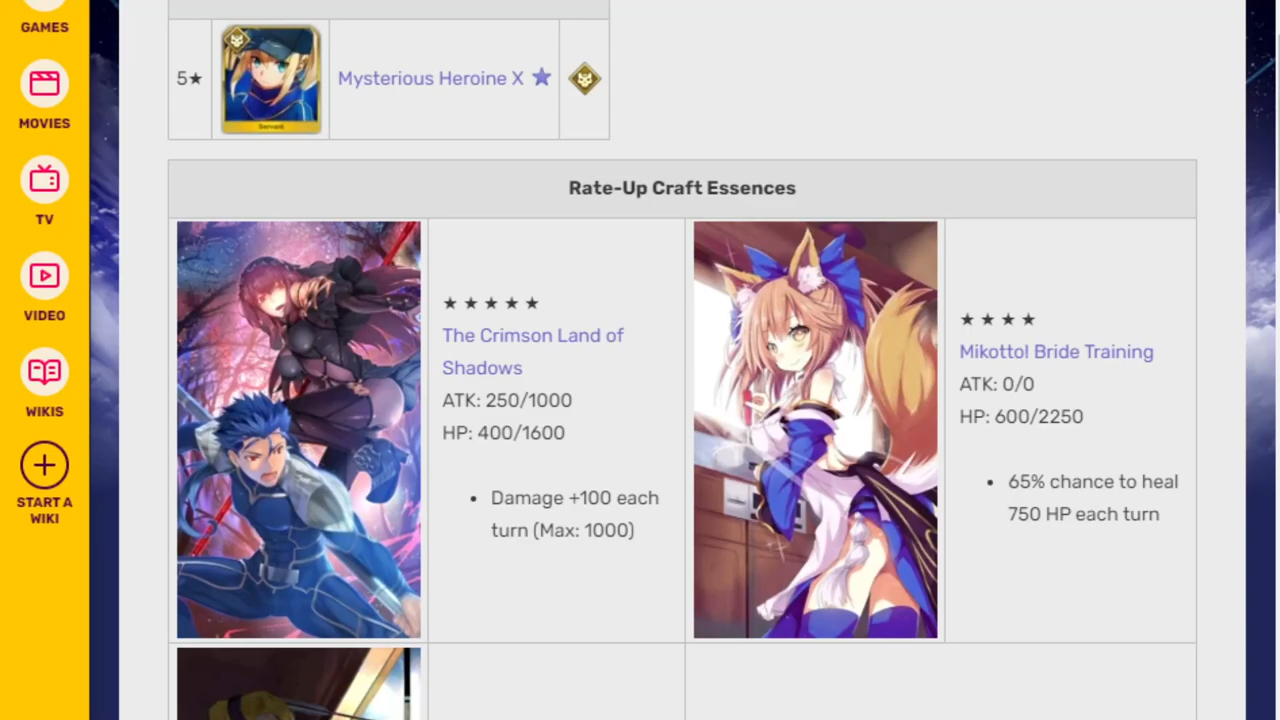 GAMES
MOVIES
TV
VIDEO
WIKIS
START A
WIKI
5★
Servant
Mysterious Heroine X ★
Rate-Up Craft Essences
★ ★ ★ ★ ★
The Crimson Land of
Shadows
ATK: 250/1000
HP: 400/1600
• Damage +100 each
turn (Max: 1000)
★ ★ ★ ★
Mikotto! Bride Training
ATK: 0/0
HP: 600/2250
• 65% chance to heal
750 HP each turn